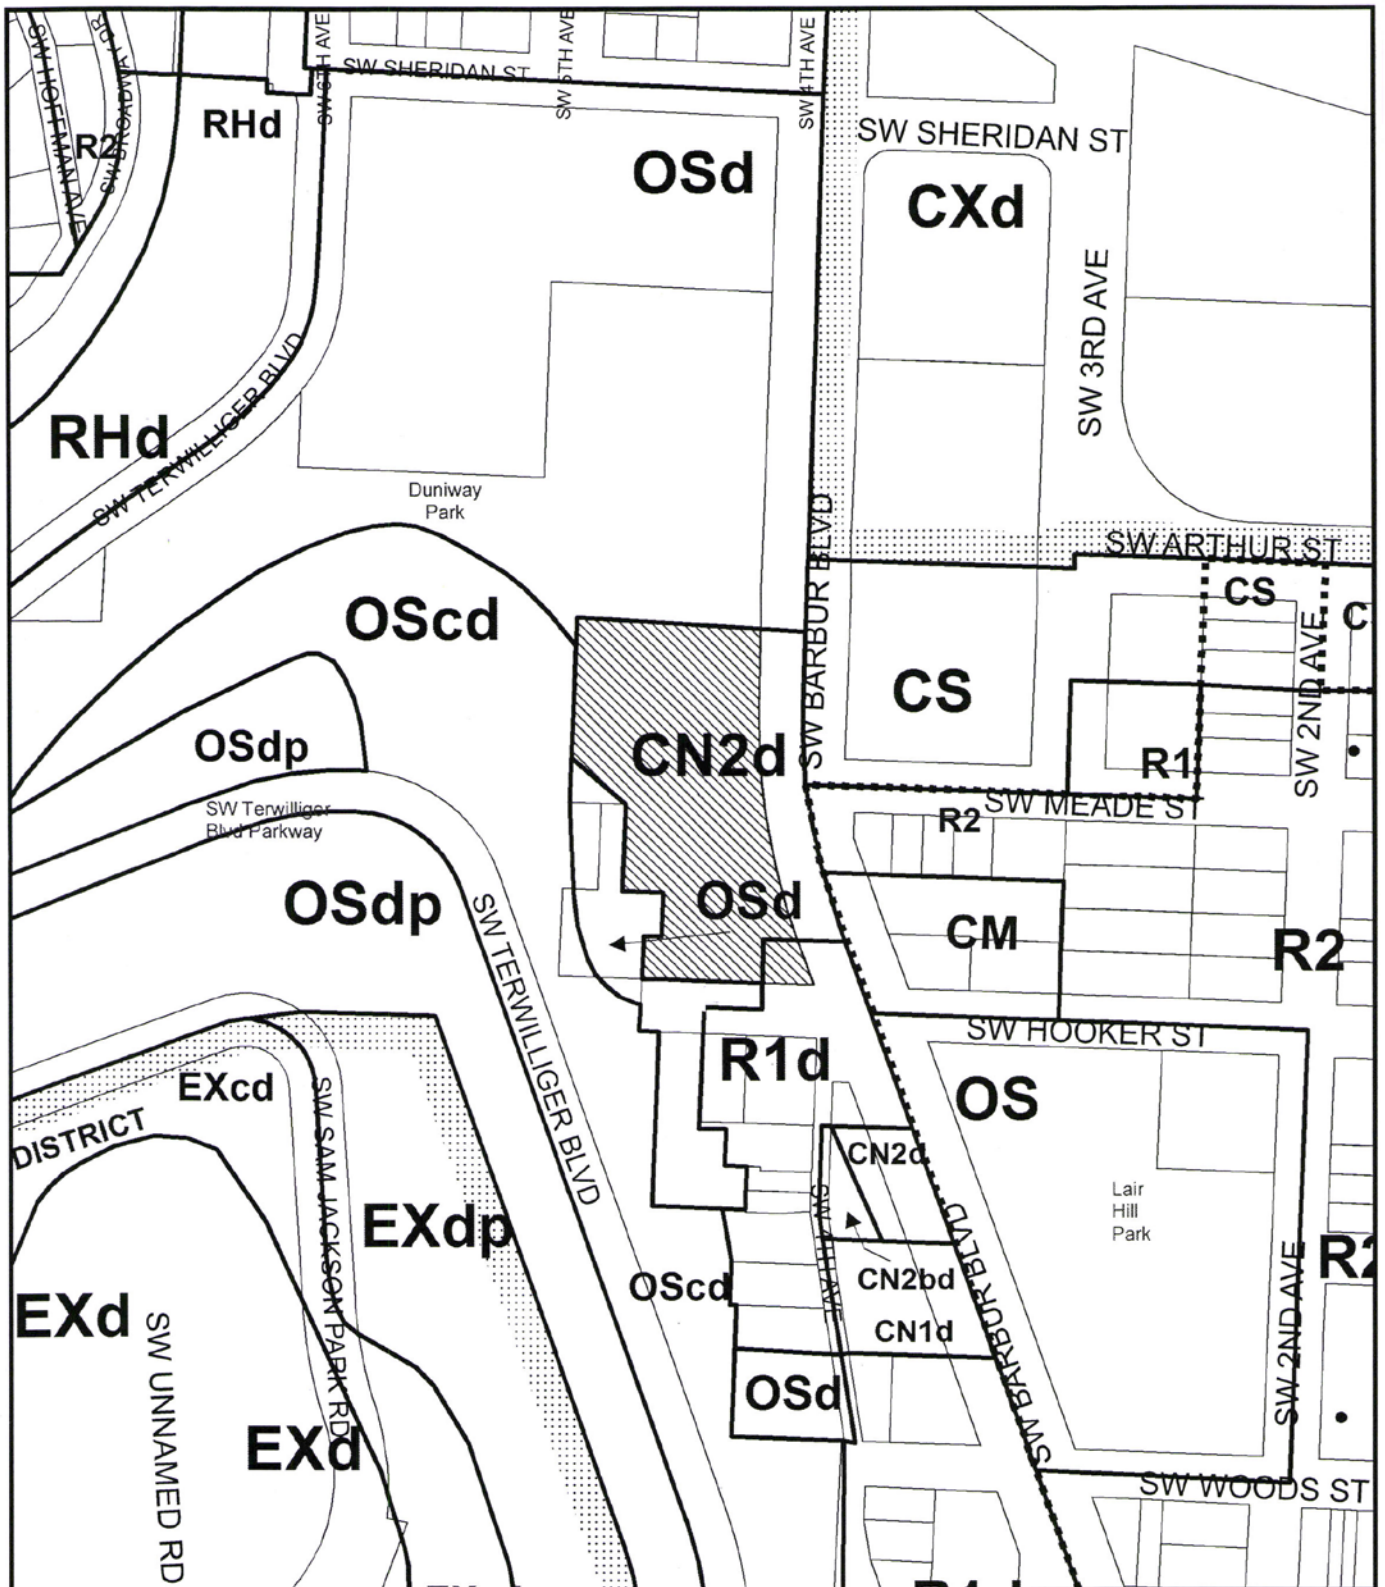 SW HOFFMAN AVE
SW BROADWAY DR
SW 6TH AVE
SW 5TH AVE
SW 4TH AVE
SW SHERIDAN ST
RHd
R2
OSd
SW SHERIDAN ST
CXd
SW 3RD AVE
SW TERWILLIGER BLVD
RHd
Duniway
Park
SW BARBUR BLVD
SW ARTHUR ST
CS
C
OScd
CS
SW 2ND AVE
OSdp
CN2d
R1
SW Terwilliger
Blvd Parkway
SW MEADE ST
R2
OSdp
OSd
CM
R2
SW TERWILLIGER BLVD
SW HOOKER ST
R1d
EXcd
OS
DISTRICT
SW SAM JACKSON PARK RD
CN2d
EXdp
SW 4TH AVE
Lair
Hill
Park
SW BARBUR BLVD
SW 2ND AVE
R2
OScd
CN2bd
EXd
CN1d
SW UNNAMED RD
OSd
EXd
SW WOODS ST